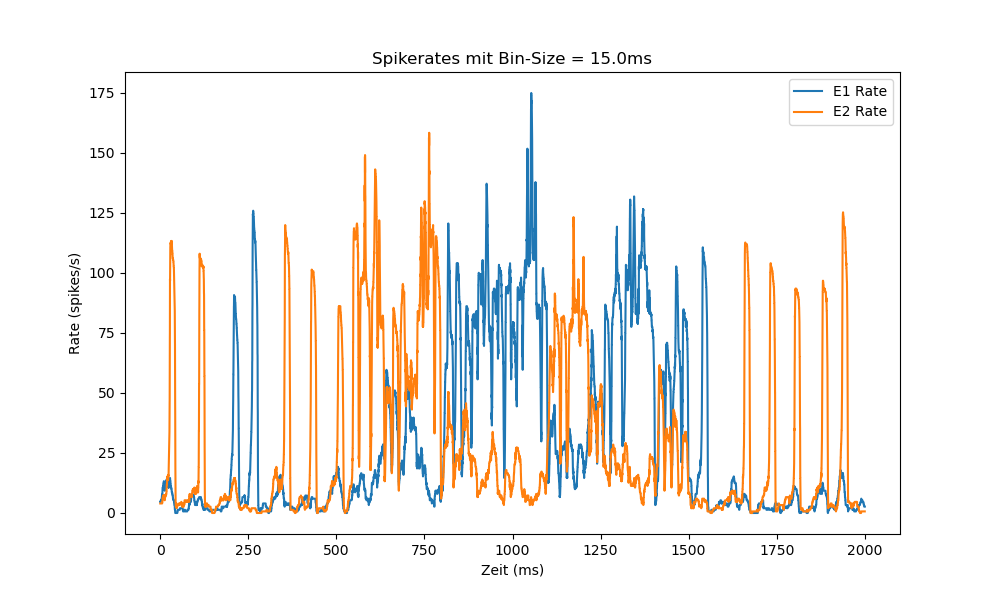 Spikerates mit Bin-Size = 15.0ms
E1 Rate
E2 Rate
175
150
125
100
75
50
25
0
Rate (spikes/s)
0 250 500 750 1000 1250 1500 1750 2000
Zeit (ms)